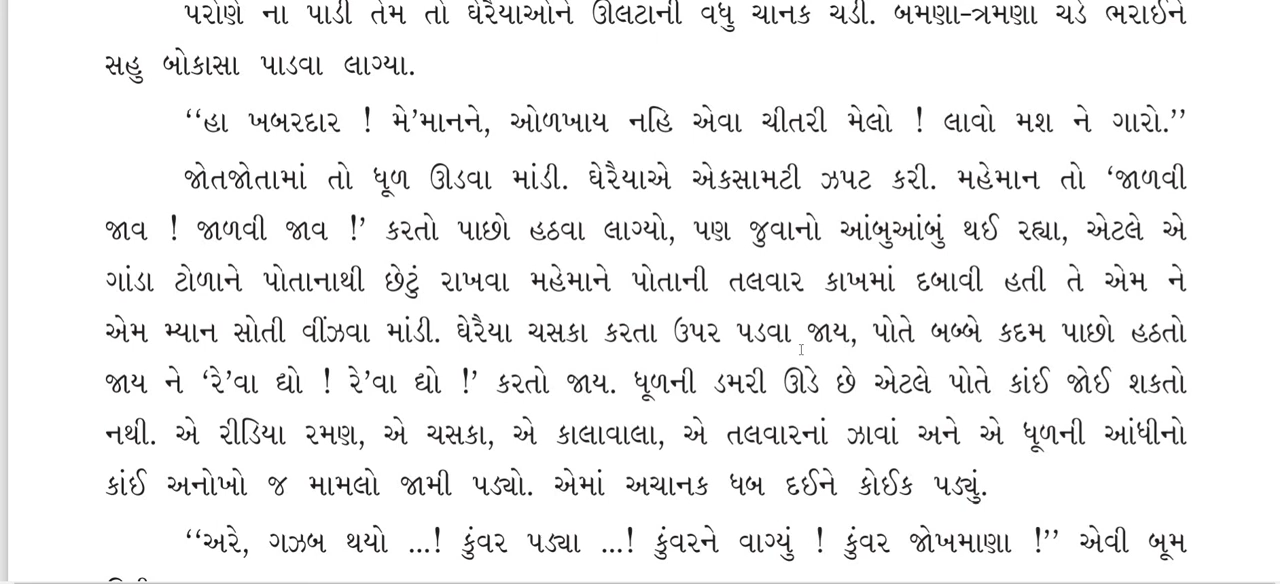 પરોણે ના પાડી તેમ તો ઘેરૈયાઓને ઊલટાની વધુ ચાનક ચડી. બમણા-ત્રમણા ચડે ભરાઈને
સહુ બોકાસા પાડવા લાગ્યા.
‘‘હા ખબરદાર ! મે’માનને, ઓળખાય નહિ એવા ચીતરી મેલો ! લાવો મશ ને ગારો.’’
જોતજોતામાં તો ધૂળ ઊડવા માંડી. ઘેરૈયાએ એકસામટી ઝપટ કરી. મહેમાન તો ‘જાળવી
જાવ ! જાળવી જાવ !’ કરતો પાછો હઠવા લાગ્યો, પણ જુવાનો આંબુઆંબું થઈ રહ્યા, એટલે એ
ગાંડા ટોળાને પોતાનાથી છેટું રાખવા મહેમાને પોતાની તલવાર કાખમાં દબાવી હતી તે એમ ને
એમ મ્યાન સોતી વીંઝવા માંડી. ઘેરૈયા ચસકા કરતા ઉપર પડવા જાય, પોતે બબ્બે કદમ પાછો હઠતો
જાય ને ‘રે’વા દ્યો ! રે’વા દ્યો !’ કરતો જાય. ધૂળની ડમરી ઊડે છે એટલે પોતે કાંઈ જોઈ શકતો
નથી. એ રીડિયા રમણ, એ ચસકા, એ કાલાવાલા, એ તલવારનાં ઝાવાં અને એ ધૂળની આંધીનો
કાંઈ અનોખો જ મામલો જામી પડ્યો. એમાં અચાનક ધબ દઈને કોઈક પડ્યું.
‘‘અરે, ગઝબ થયો ...! કુંવર પડ્યા ...! કુંવરને વાગ્યું ! કુંવર જોખમાણા !’’ એવી બૂમ